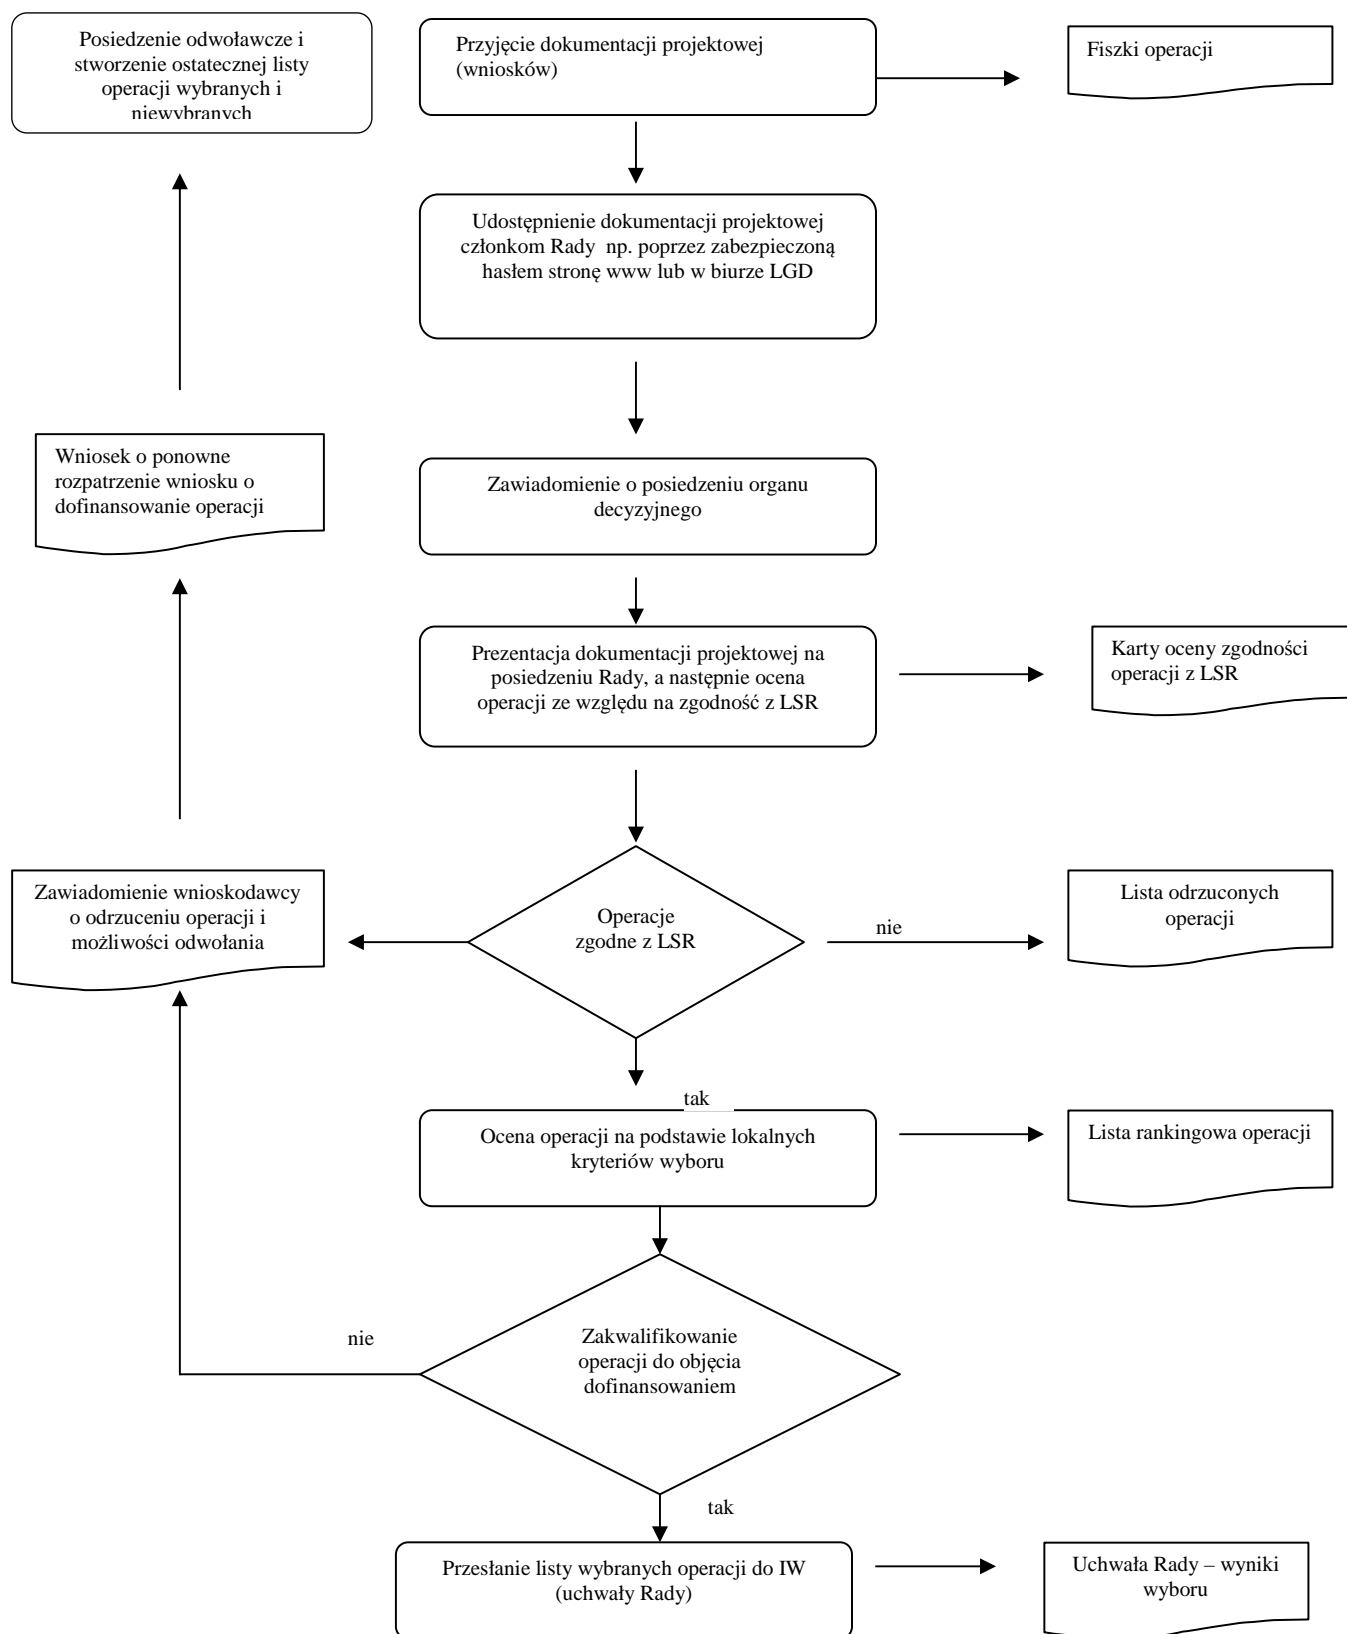 Posiedzenie odwoławcze i
stworzenie ostatecznej listy
operacji wybranych i
niewybranych
Przyjęcie dokumentacji projektowej
(wniosków)
Fiszki operacji
Udostępnienie dokumentacji projektowej
członkom Rady np. poprzez zabezpieczoną
hasłem stronę www lub w biurze LGD
Wniosek o ponowne
rozpatrzenie wniosku o
dofinansowanie operacji
Zawiadomienie o posiedzeniu organu
decyzyjnego
Prezentacja dokumentacji projektowej na
posiedzeniu Rady, a następnie ocena
operacji ze względu na zgodność z LSR
Karty oceny zgodności
operacji z LSR
Zawiadomienie wnioskodawcy
o odrzuceniu operacji i
możliwości odwołania
Operacje
zgodne z LSR
nie
Lista odrzuconych
operacji
tak
Ocena operacji na podstawie lokalnych
kryteriów wyboru
Lista rankingowa operacji
nie
Zakwalifikowanie
operacji do objęcia
dofinansowaniem
tak
Przesłanie listy wybranych operacji do IW
(uchwały Rady)
Uchwała Rady – wyniki
wyboru